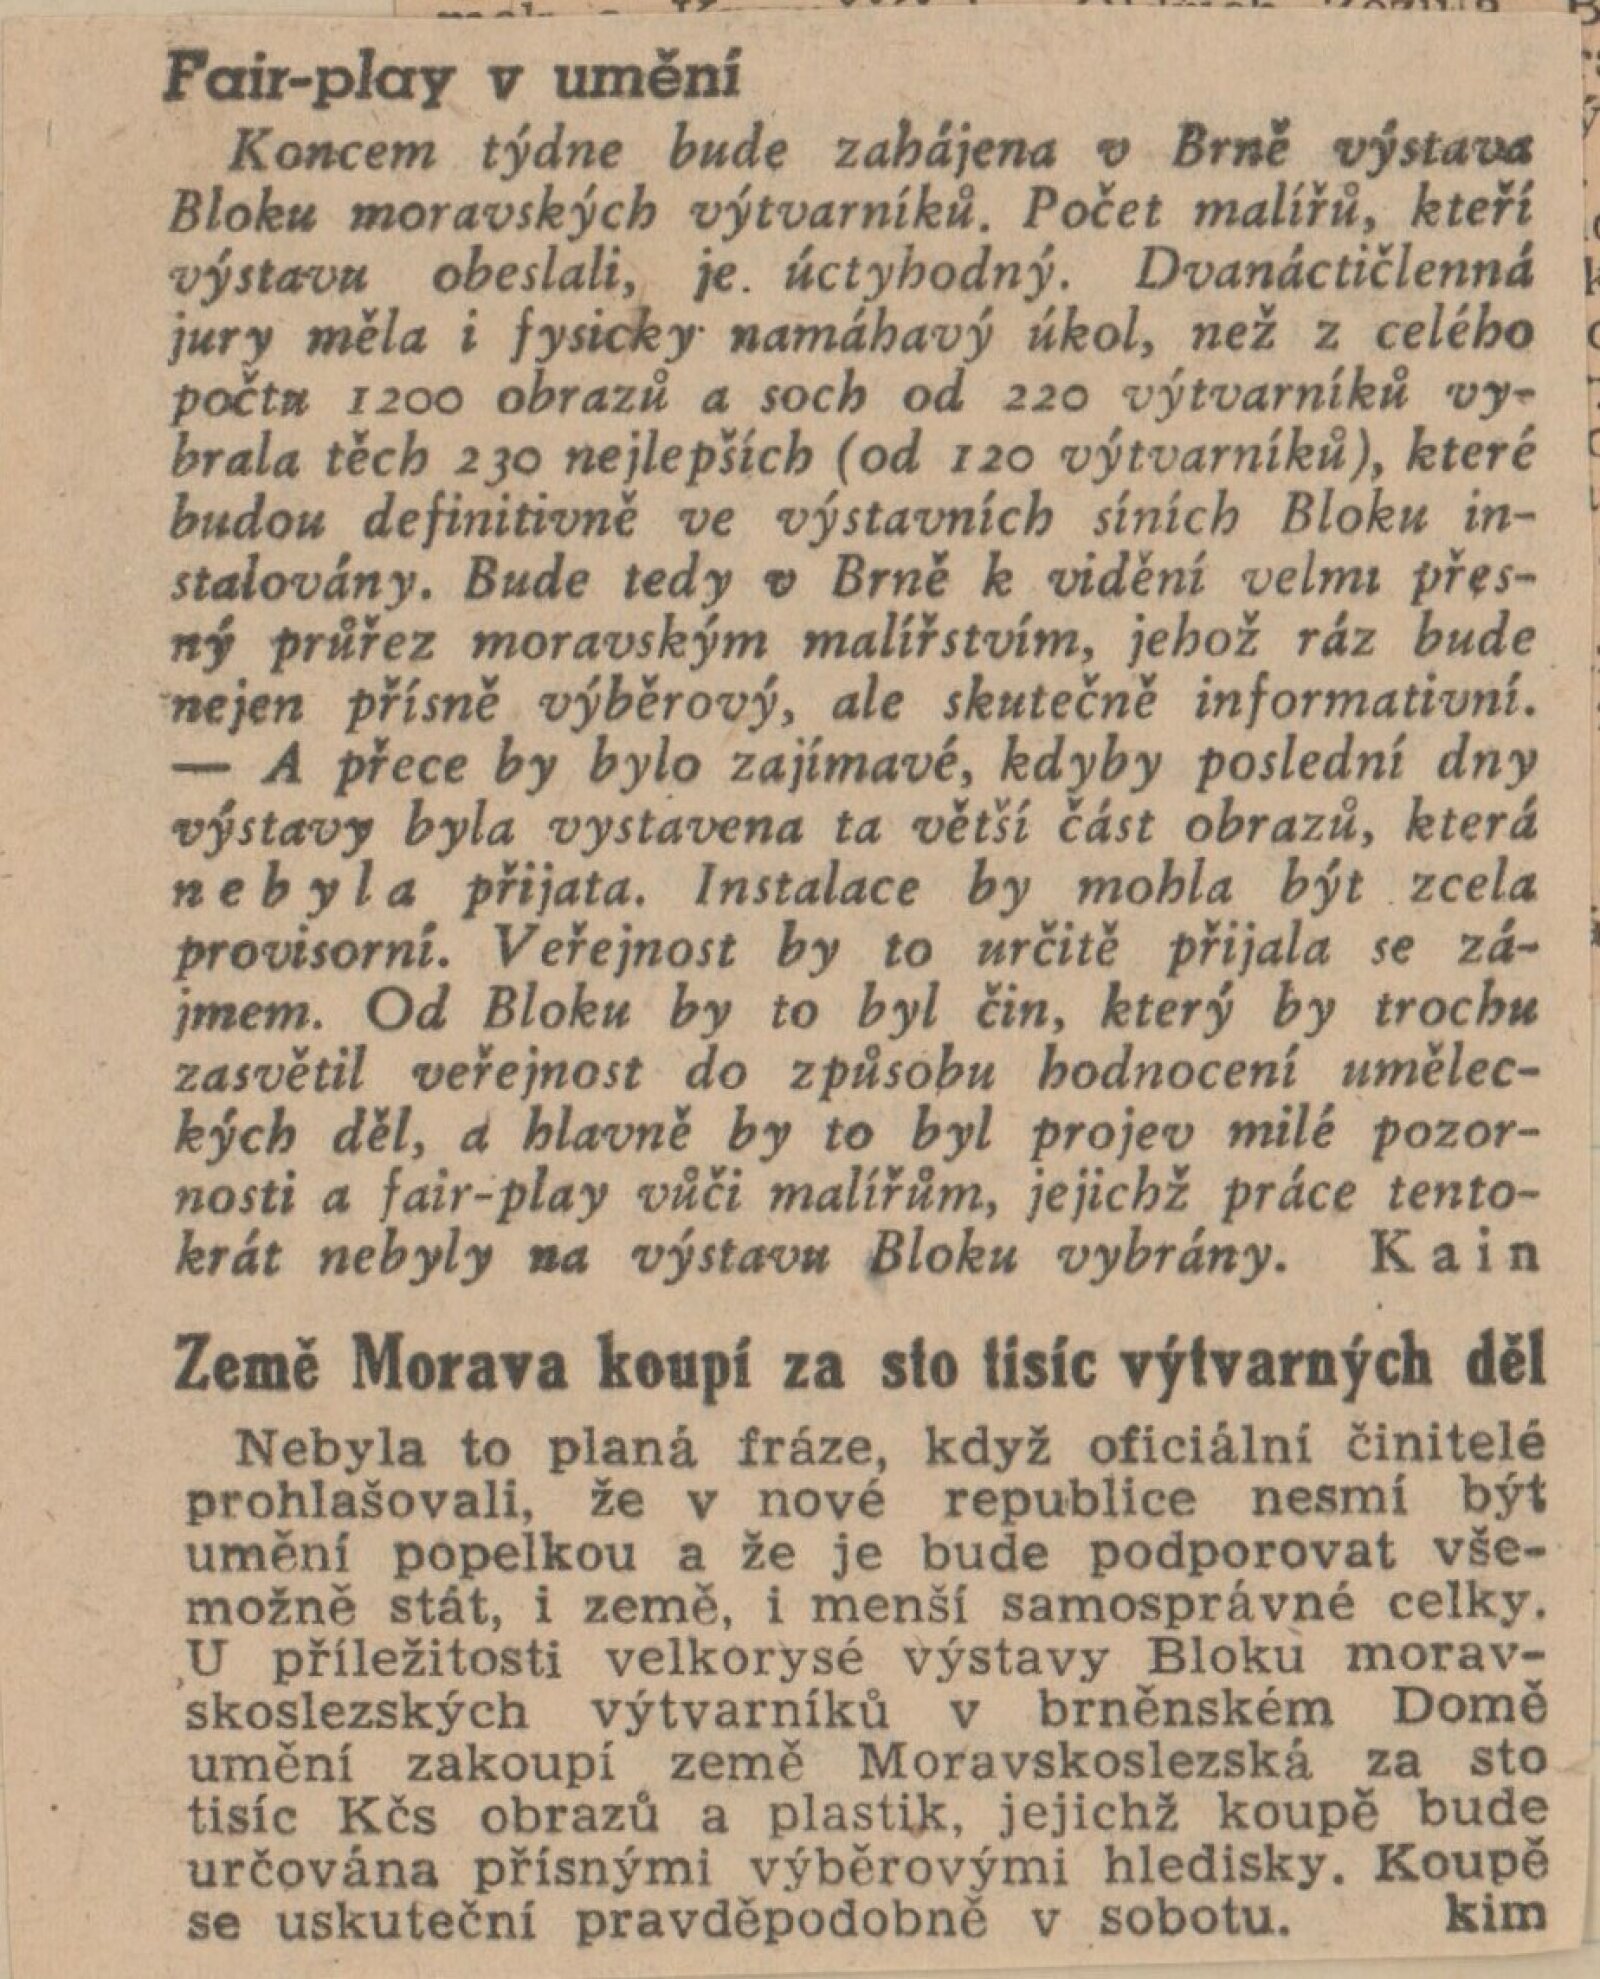 Fair-play v umění
Koncem týdne bude zahájena v Brně výstava
Bloku moravských výtvarníků. Počet malířů, kteří
výstavu obeslali, je úctyhodný. Dvanáctičlenná
jury měla i fysicky namáhavý úkol, než z celého
počtu 1200 obrazů a soch od 220 výtvarníků vy-
brala těch 230 nejlepších (od 120 výtvarníků), které
budou definitivně ve výstavních síních Bloku in-
stalovány. Bude tedy v Brně k vidění velmi přes-
ný průřez moravským malířstvím, jehož ráz bude
nejen přísně výběrový, ale skutečně informativní.
— A přece by bylo zajímavé, kdyby poslední dny
výstavy byla vystavena ta větší část obrazů, která
nebyla přijata. Instalace by mohla být zcela
provisorní. Veřejnost by to určitě přijala se zá-
jmem. Od Bloku by to byl čin, který by trochu
zasvětil veřejnost do způsobu hodnocení umělec-
kých děl, a hlavně by to byl projev milé pozor-
nosti a fair-play vůči malířům, jejichž práce tento-
krát nebyly na výstavu Bloku vybrány. Kain
Země Morava koupí za sto tisíc výtvarných děl
Nebyla to planá fráze, když oficiální činitelé
prohlašovali, že v nové republice nesmí být
umění popelkou a že je bude podporovat vše-
možně stát, i země, i menší samosprávné celky.
U příležitosti velkorysé výstavy Bloku morav-
skoslezských výtvarníků v brněnském Domě
umění zakoupí země Moravskoslezská za sto
tisíc Kčs obrazů a plastik, jejichž koupě bude
určována přísnými výběrovými hledisky. Koupě
se uskuteční pravděpodobně v sobotu. kim